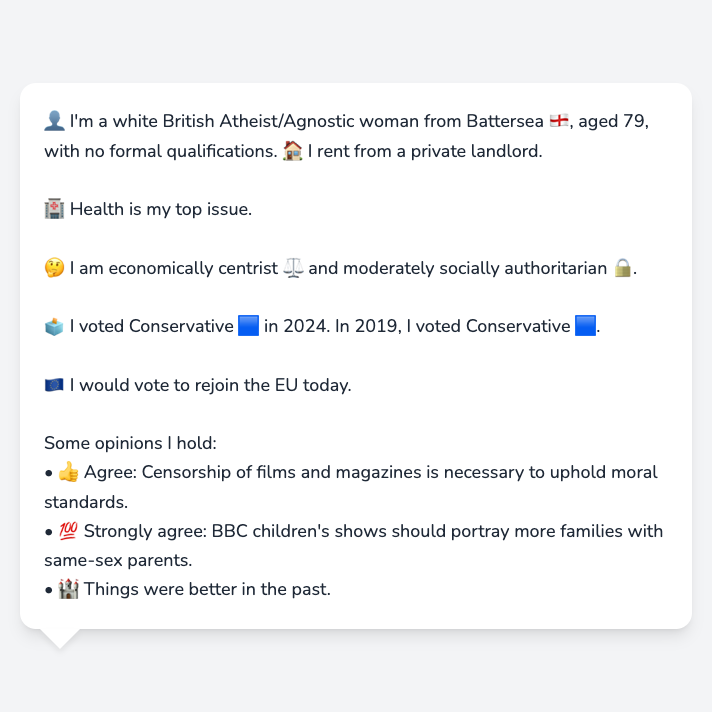 👤 I'm a white British Atheist/Agnostic woman from Battersea 🏴󠁧󠁢󠁥󠁮󠁧󠁿, aged 79,
with no formal qualifications. 🏠 I rent from a private landlord.
🏥 Health is my top issue.
🤔 I am economically centrist ⚖️ and moderately socially authoritarian 🔒.
🗳️ I voted Conservative 🟦 in 2024. In 2019, I voted Conservative 🟦.
🇪🇺 I would vote to rejoin the EU today.
Some opinions I hold:
• 👍 Agree: Censorship of films and magazines is necessary to uphold moral
standards.
• 💯 Strongly agree: BBC children's shows should portray more families with
same-sex parents.
• 🏰 Things were better in the past.